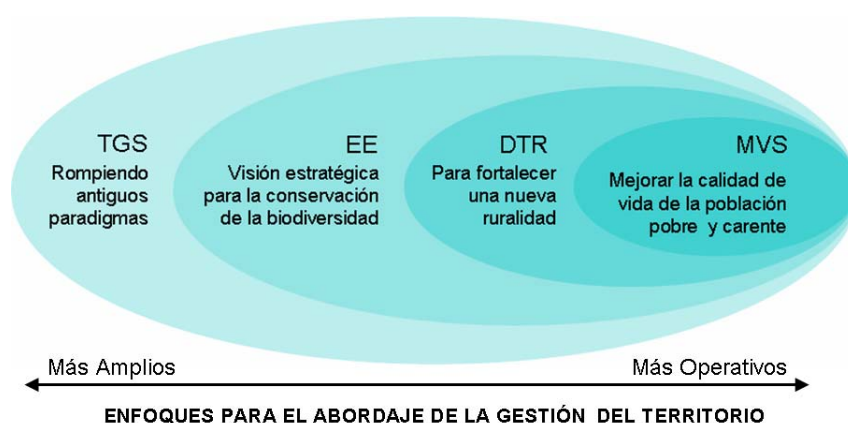 TGS
Rompiendo
antiguos
paradigmas
EE
Visión estratégica
para la conservación
de la biodiversidad
DTR
Para fortalecer
una nueva
ruralidad
MVS
Mejorar la calidad de
vida de la población
pobre y carente
Más Amplios
Más Operativos
ENFOQUES PARA EL ABORDAJE DE LA GESTIÓN DEL TERRITORIO